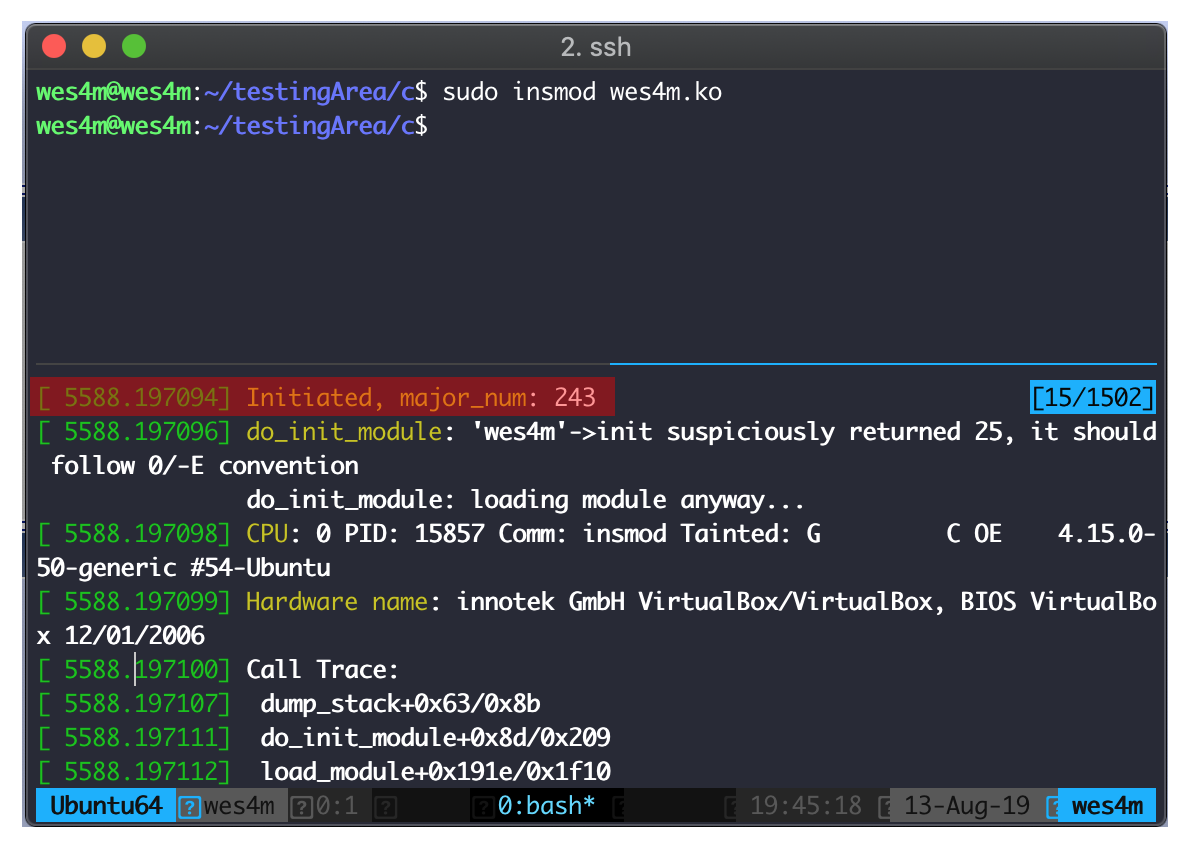 2. ssh
wes4m@wes4m:~/testingArea/c$ sudo insmod wes4m.ko
wes4m@wes4m:~/testingArea/c$
[ 5588.197094] Initiated, major_num: 243 [15/1502]
[ 5588.197096] do_init_module: 'wes4m'->init suspiciously returned 25, it should
 follow 0/-E convention
               do_init_module: loading module anyway...
[ 5588.197098] CPU: 0 PID: 15857 Comm: insmod Tainted: G         C OE    4.15.0-
50-generic #54-Ubuntu
[ 5588.197099] Hardware name: innotek GmbH VirtualBox/VirtualBox, BIOS VirtualBo
x 12/01/2006
[ 5588.197100] Call Trace:
[ 5588.197107]  dump_stack+0x63/0x8b
[ 5588.197111]  do_init_module+0x8d/0x209
[ 5588.197112]  load_module+0x191e/0x1f10
Ubuntu64 ? wes4m ? 0:1 ? ? 0:bash* ? ? 19:45:18 ? 13-Aug-19 ? wes4m